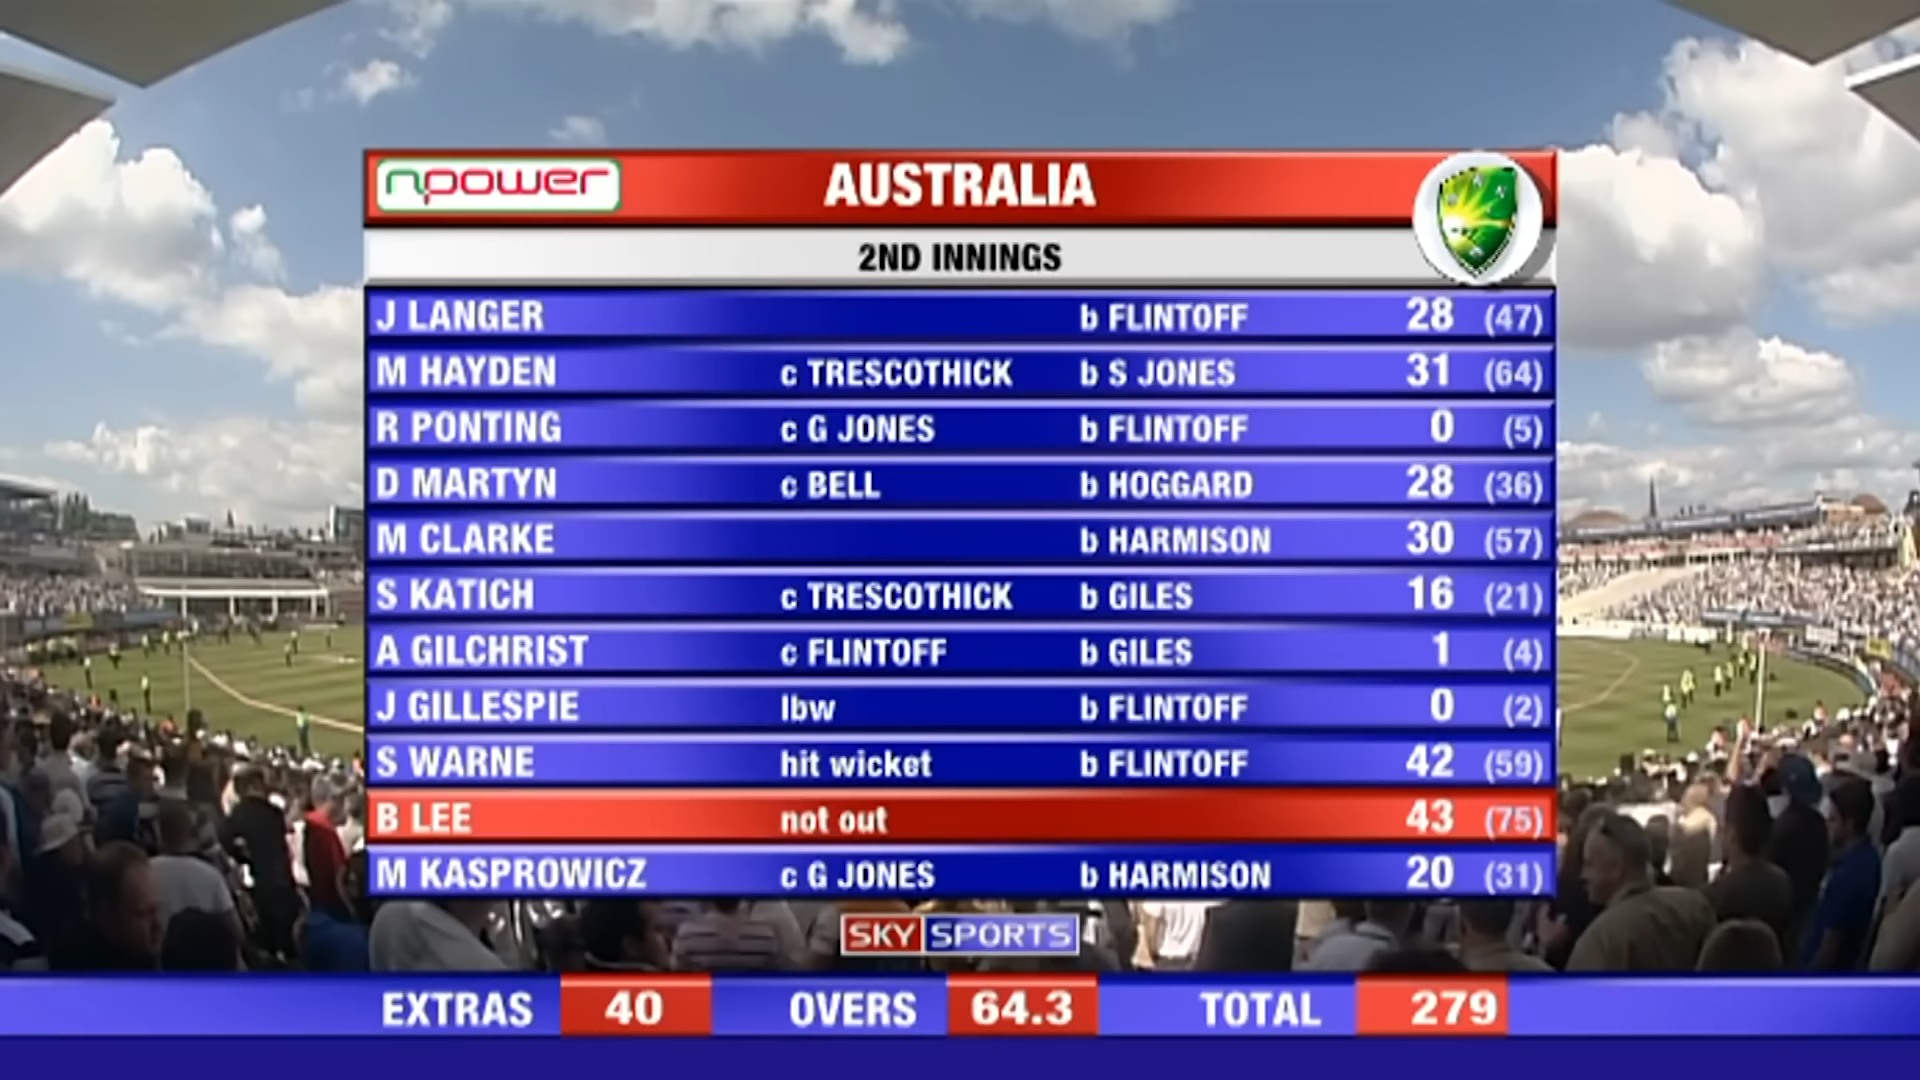 npower AUSTRALIA
2ND INNINGS
J LANGER b FLINTOFF 28 (47)
M HAYDEN c TRESCOTHICK b S JONES 31 (64)
R PONTING c G JONES b FLINTOFF 0 (5)
D MARTYN c BELL b HOGGARD 28 (36)
M CLARKE b HARMISON 30 (57)
S KATICH c TRESCOTHICK b GILES 16 (21)
A GILCHRIST c FLINTOFF b GILES 1 (4)
J GILLESPIE lbw b FLINTOFF 0 (2)
S WARNE hit wicket b FLINTOFF 42 (59)
B LEE not out 43 (75)
M KASPROWICZ c G JONES b HARMISON 20 (31)
SKY SPORTS 4
EXTRAS 40 OVERS 64.3 TOTAL 279